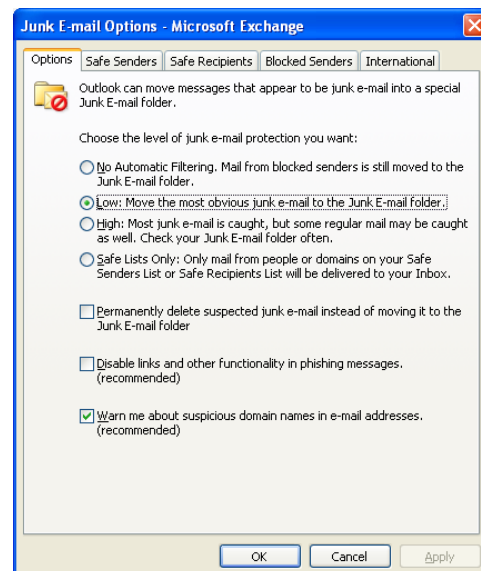 Junk E-mail Options - Microsoft Exchange
Options Safe Senders Safe Recipients Blocked Senders International
Outlook can move messages that appear to be junk e-mail into a special
Junk E-mail folder.
Choose the level of junk e-mail protection you want:
No Automatic Filtering. Mail from blocked senders is still moved to the
Junk E-mail folder.
Low: Move the most obvious junk e-mail to the Junk E-mail folder.
High: Most junk e-mail is caught, but some regular mail may be caught
as well. Check your Junk E-mail folder often.
Safe Lists Only: Only mail from people or domains on your Safe
Senders List or Safe Recipients List will be delivered to your Inbox.
Permanently delete suspected junk e-mail instead of moving it to the
Junk E-mail folder
Disable links and other functionality in phishing messages.
(recommended)
Warn me about suspicious domain names in e-mail addresses.
(recommended)
OK Cancel Apply